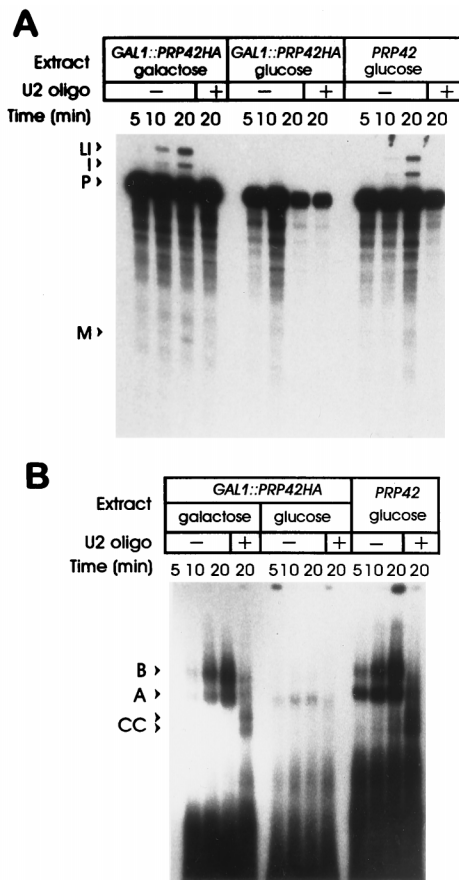 A
Extract GAL1::PRP42HA galactose GAL1::PRP42HA glucose PRP42 glucose
U2 oligo – + – + – +
Time (min) 5 10 20 20 5 10 20 20 5 10 20 20
LI
I
P
M
B
Extract GAL1::PRP42HA PRP42
galactose glucose glucose
U2 oligo – + – + – +
Time (min) 5 10 20 20 5 10 20 20 5 10 20 20
B
A
CC